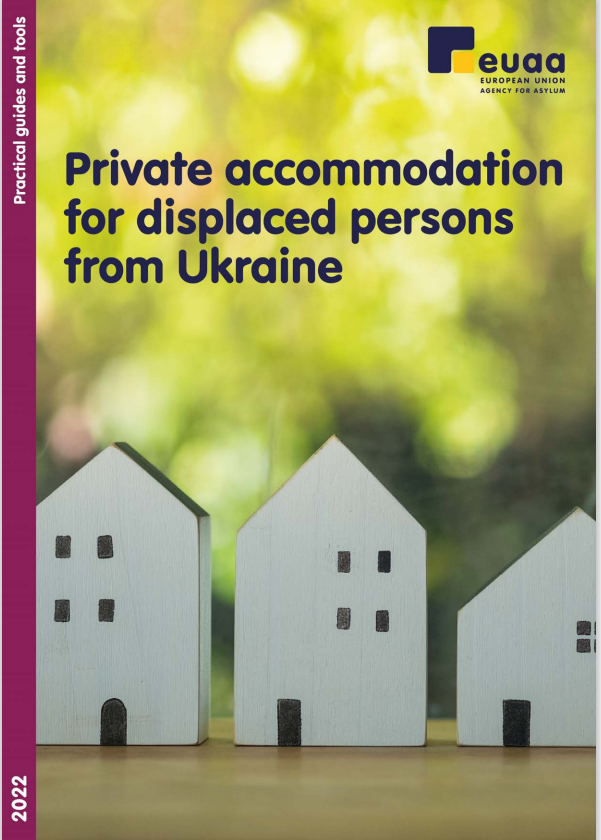 Practical guides and tools
euaa
EUROPEAN UNION
AGENCY FOR ASYLUM
Private accommodation
for displaced persons
from Ukraine
2022